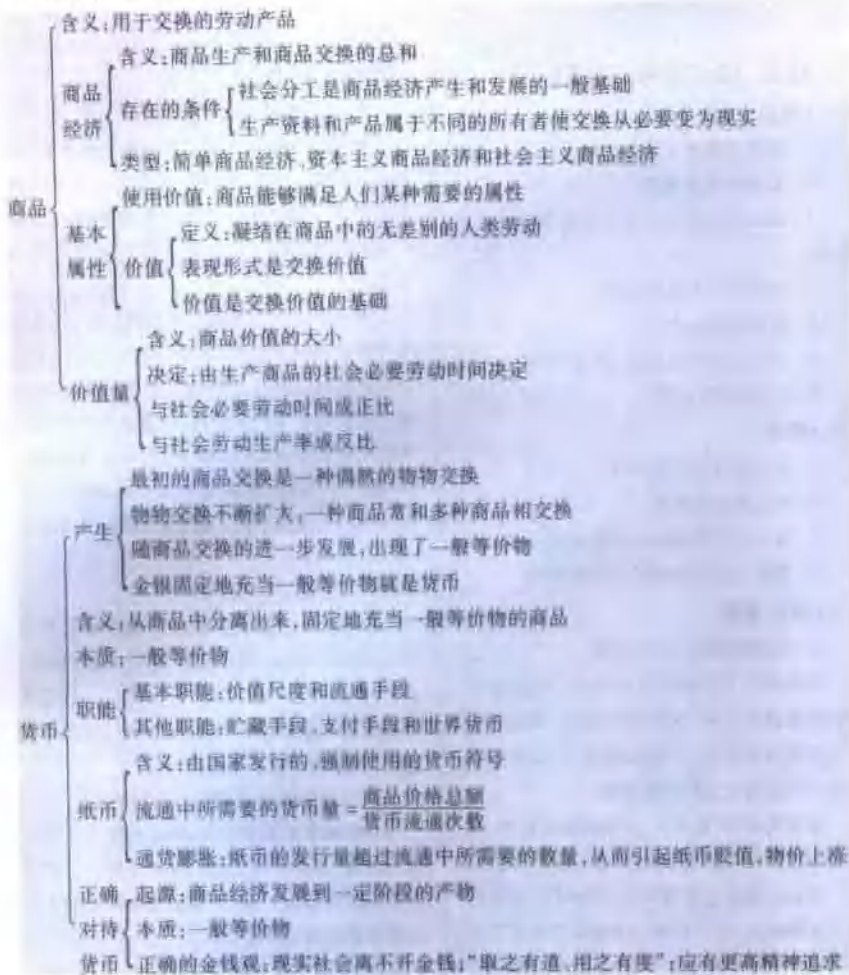 含义:用于交换的劳动产品
含义:商品生产和商品交换的总和
商品
经济
存在的条件
社会分工是商品经济产生和发展的一般基础
生产资料和产品属于不同的所有者使交换从必要变为现实
类型:简单商品经济、资本主义商品经济和社会主义商品经济
商品
使用价值:商品能够满足人们某种需要的属性
基本
属性
价值
定义:凝结在商品中的无差别的人类劳动
表现形式是交换价值
价值是交换价值的基础
价值量
含义:商品价值的大小
决定:由生产商品的社会必要劳动时间决定
与社会必要劳动时间成正比
与社会劳动生产率成反比
产生
最初的商品交换是一种偶然的物物交换
物物交换不断扩大,一种商品常和多种商品相交换
随商品交换的进一步发展,出现了一般等价物
金银固定地充当一般等价物就是货币
含义:从商品中分离出来,固定地充当一般等价物的商品
本质:一般等价物
货币
职能
基本职能:价值尺度和流通手段
其他职能:贮藏手段、支付手段和世界货币
纸币
含义:由国家发行的,强制使用的货币符号
流通中所需要的货币量=商品价格总额/货币流通次数
通货膨胀:纸币的发行量超过流通中所需要的数量,从而引起纸币贬值,物价上涨
正确
对待
货币
起源:商品经济发展到一定阶段的产物
本质:一般等价物
正确的金钱观:现实社会离不开金钱;“取之有道、用之有度”;应有更高精神追求